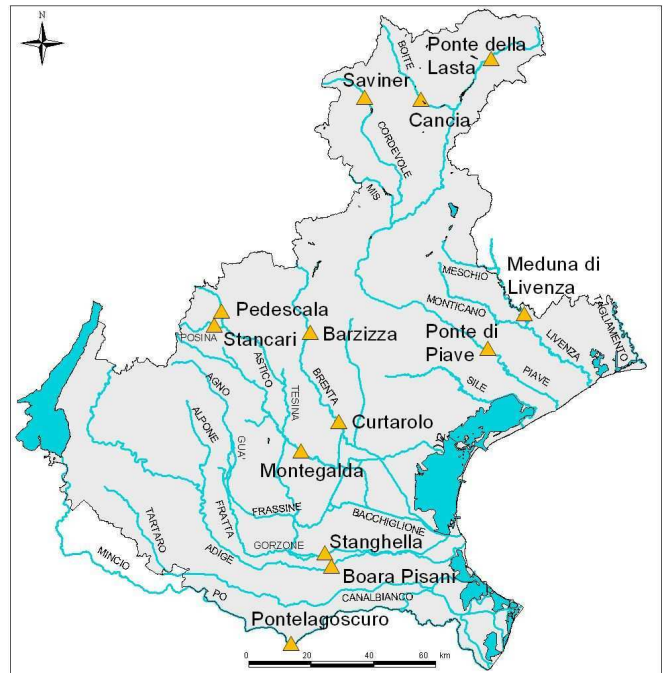 N
BOITE
Ponte della
Lasta
Saviner
Cancia
CORDEVOLE
MIS
MESCHIO
Meduna di
Livenza
MONTICANO
TAGLIAMENTO
LIVENZA
Pedescala
POSINA
Stancari
Barzizza
Ponte di
Piave
PIAVE
ASTICO
AGNO
TESINA
BRENTA
SILE
ALPONE
GUA'
Curtarolo
Montegalda
FRATTA
FRASSINE
BACCHIGLIONE
TARTARO
GORZONE
Stanghella
ADIGE
MINCIO
Boara Pisani
PO
CANALBIANCO
Pontelagoscuro
0 20 40 60
km